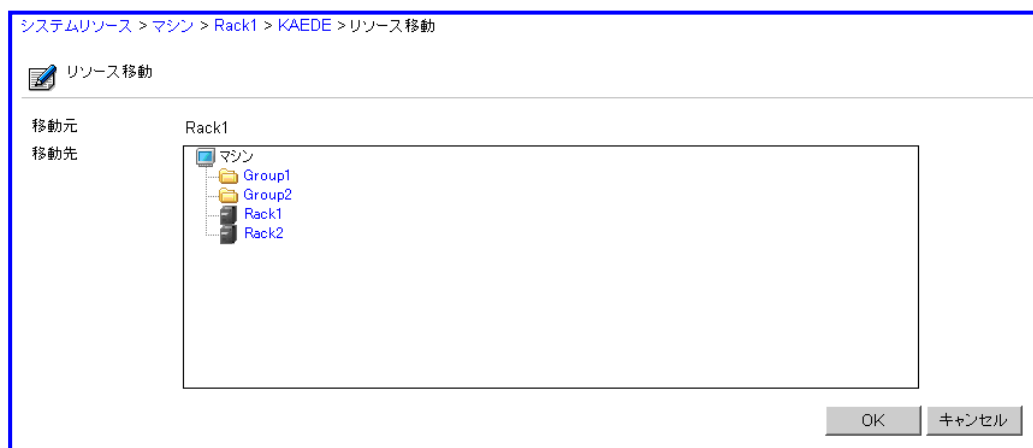 システムリソース > マシン > Rack1 > KAEDE >リソース移動
リソース移動
移動元 Rack1
移動先
マシン
Group1
Group2
Rack1
Rack2
OK キャンセル